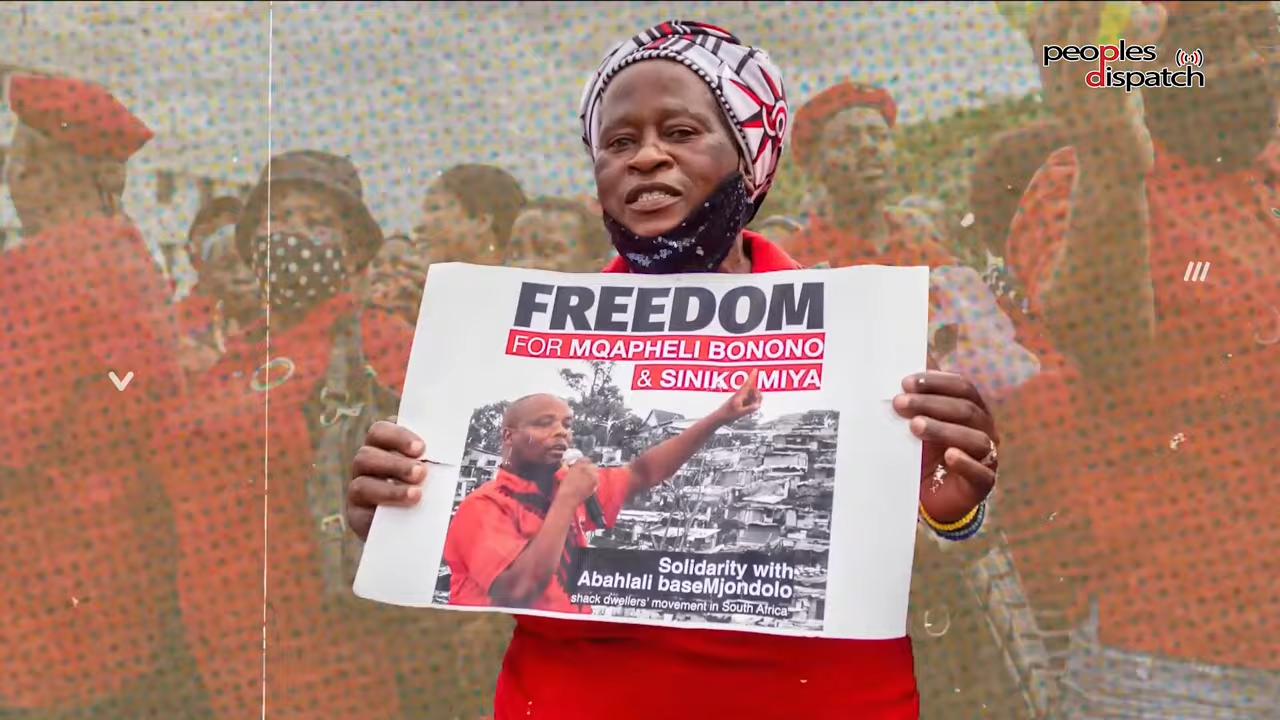 peoples
dispatch
FREEDOM
FOR MQAPHELI BONONO
& SINIKO MIYA
Solidarity with
Abahlali baseMjondolo
shack dwellers' movement in South Africa